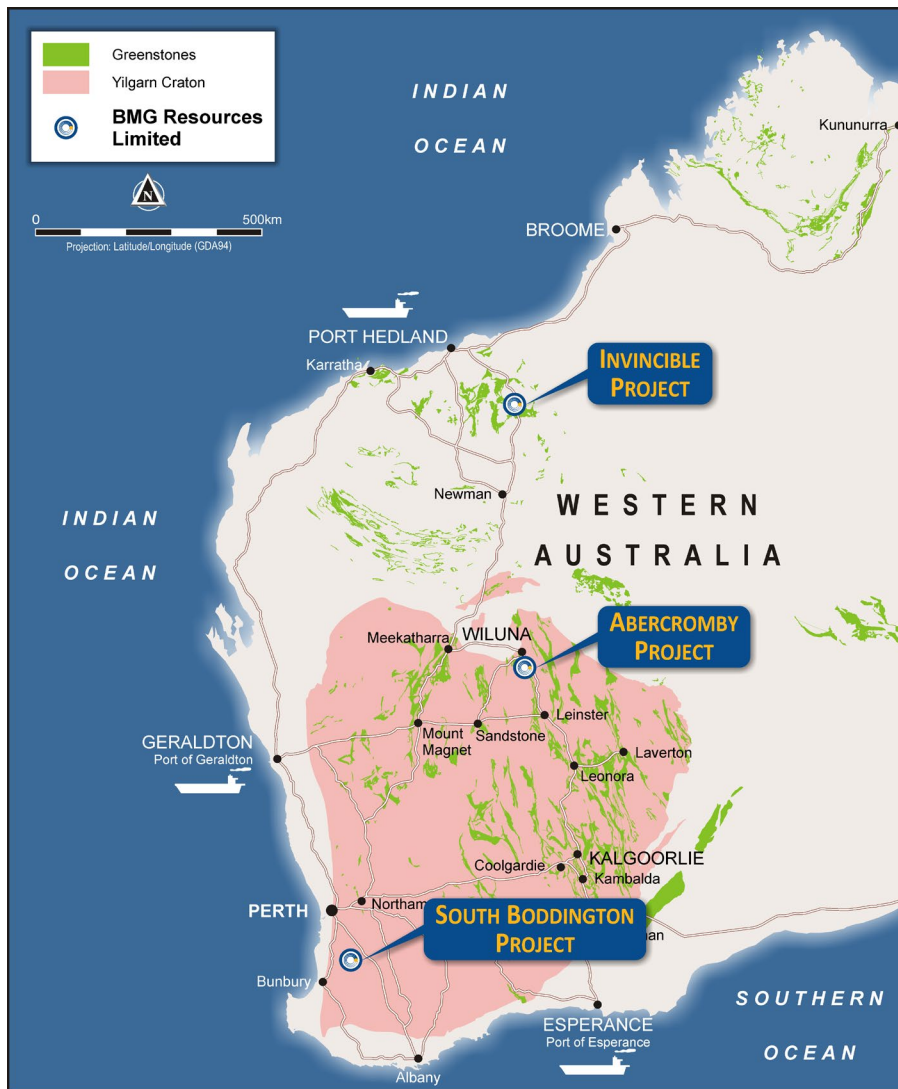 Greenstones
Yilgarn Craton
BMG Resources
Limited
N
0
500km
Projection: Latitude/Longitude (GDA94)
INDIAN
OCEAN
Kununurra
BROOME
PORT HEDLAND
Karratha
INVINCIBLE
PROJECT
Newman
WESTERN
AUSTRALIA
INDIAN
OCEAN
ABERCROMBY
PROJECT
Meekatharra
WILUNA
Leinster
Mount
Magnet
Sandstone
GERALDTON
Port of Geraldton
Laverton
Leonora
KALGOORLIE
Coolgardie
Kambalda
Northam
PERTH
SOUTH BODDINGTON
PROJECT
Bunbury
SOUTHERN
OCEAN
ESPERANCE
Port of Esperance
Albany